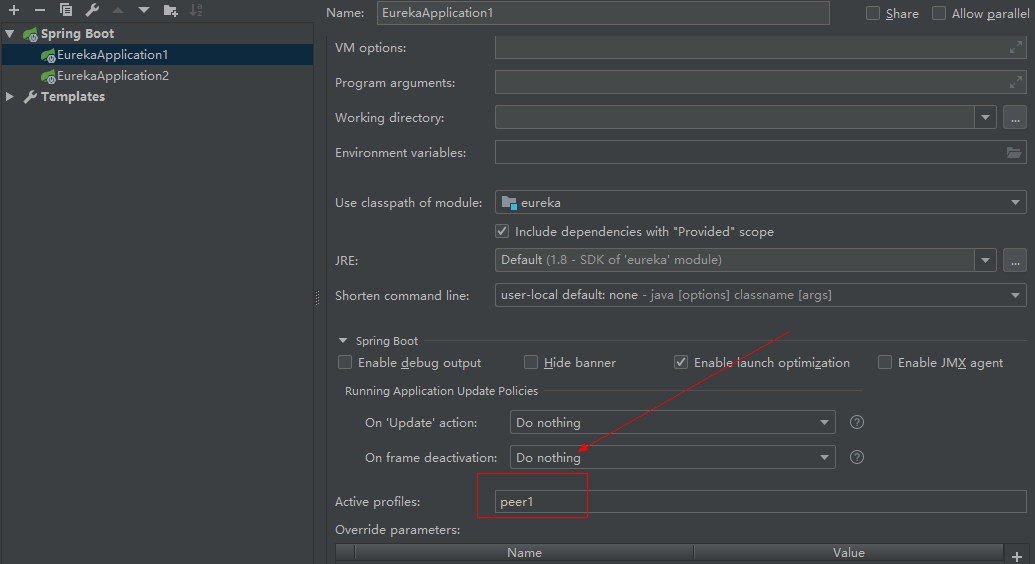 Name: EurekaApplication1 Share Allow parallel
Spring Boot
EurekaApplication1
EurekaApplication2
Templates
VM options:
Program arguments:
Working directory: ...
Environment variables:
Use classpath of module: eureka
Include dependencies with "Provided" scope
JRE: Default (1.8 - SDK of 'eureka' module) ...
Shorten command line: user-local default: none - java [options] classname [args]
Spring Boot
Enable debug output Hide banner Enable launch optimization Enable JMX agent
Running Application Update Policies
On 'Update' action: Do nothing ?
On frame deactivation: Do nothing ?
Active profiles: peer1
Override parameters:
Name Value +